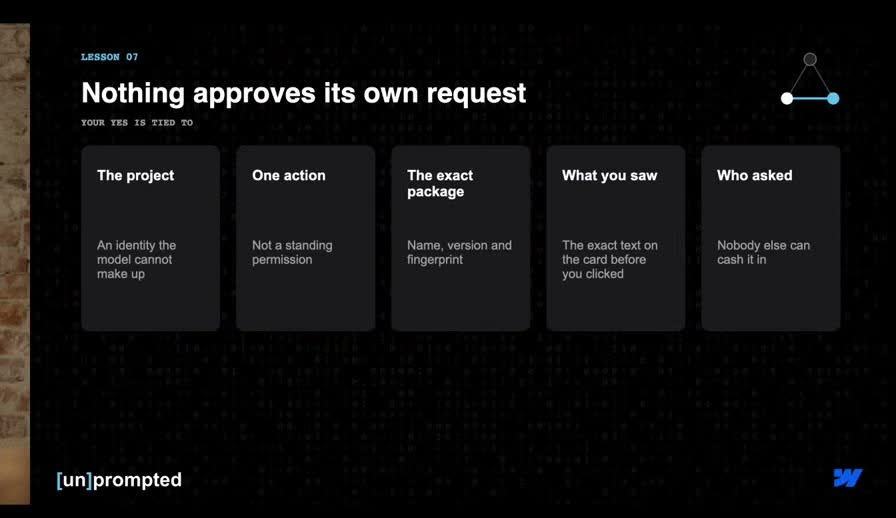 LESSON 07
Nothing approves its own request
YOUR YES IS TIED TO
The project
An identity the
model cannot
make up
One action
Not a standing
permission
The exact
package
Name, version and
fingerprint
What you saw
The exact text on
the card before
you clicked
Who asked
Nobody else can
cash it in
[un]prompted